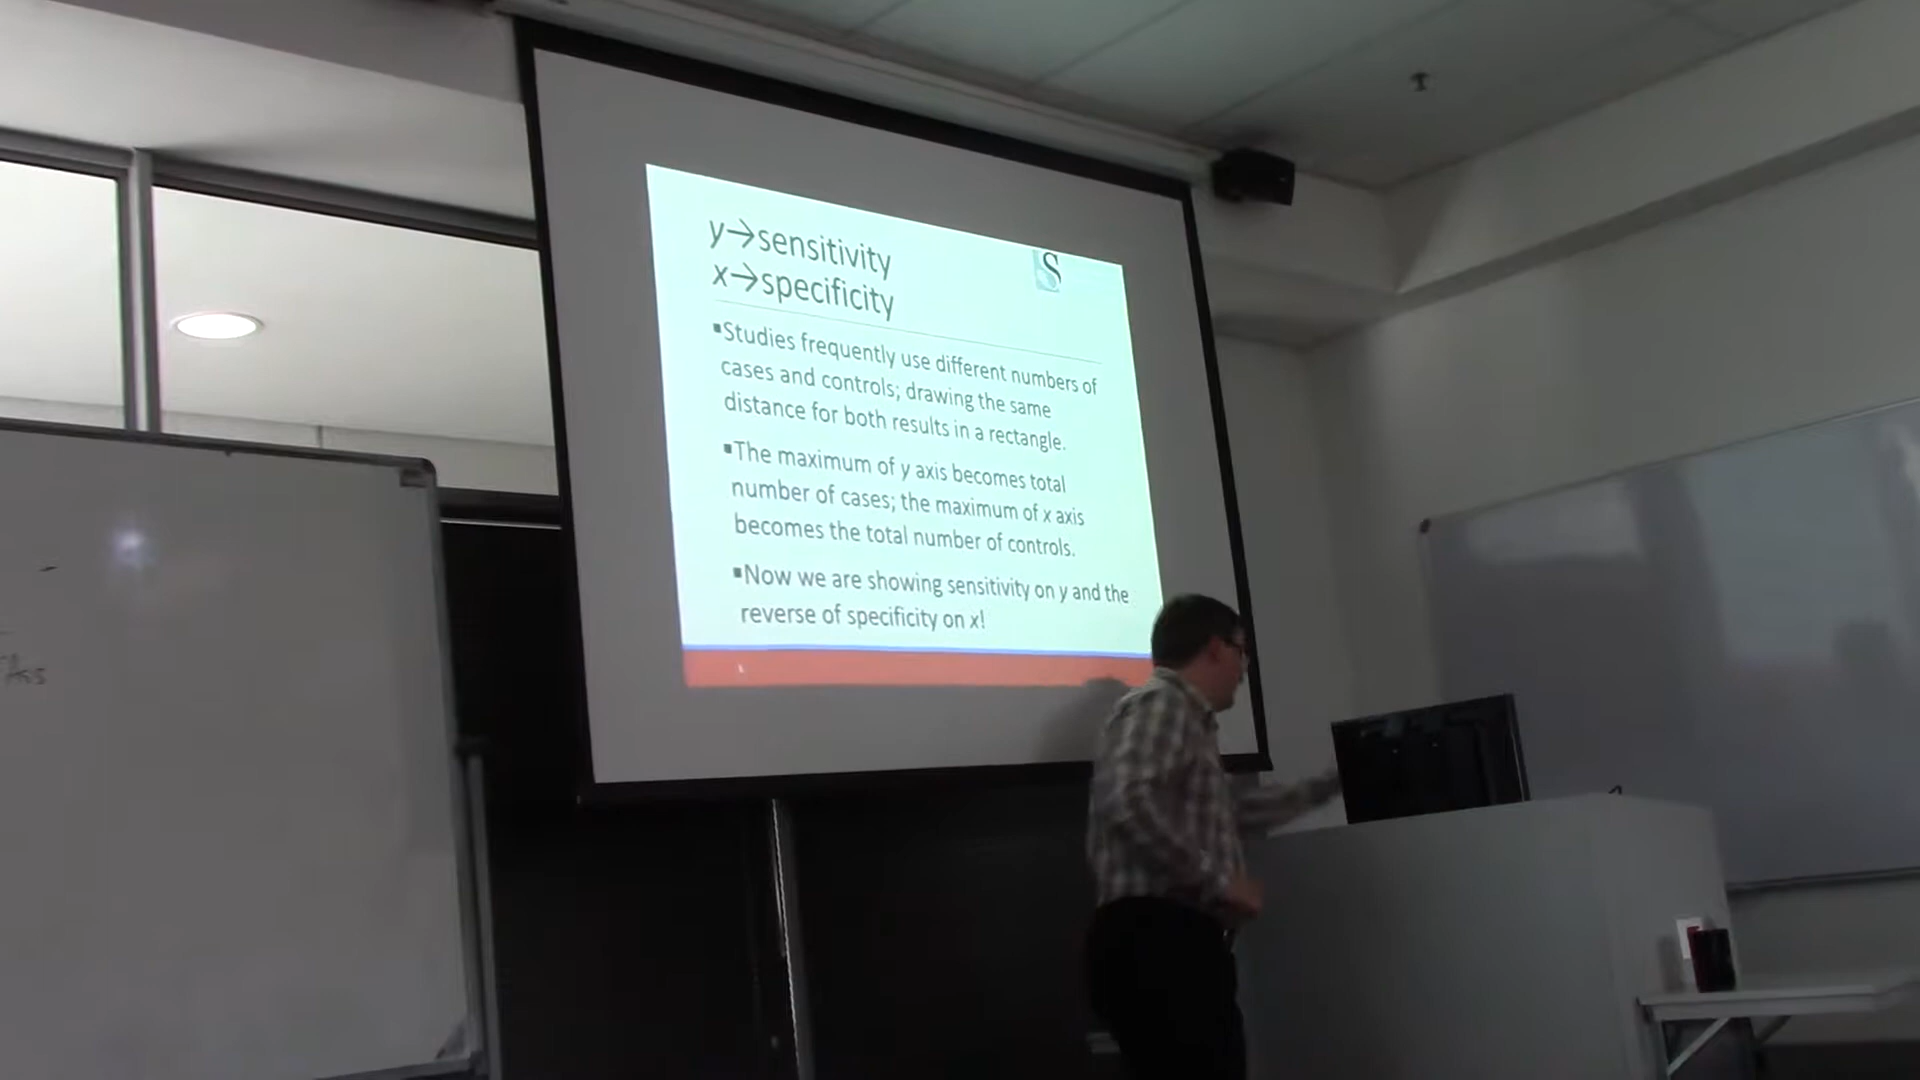 y→sensitivity
x→specificity
S
▪Studies frequently use different numbers of
cases and controls; drawing the same
distance for both results in a rectangle.
▪The maximum of y axis becomes total
number of cases; the maximum of x axis
becomes the total number of controls.
▪Now we are showing sensitivity on y and the
reverse of specificity on x!